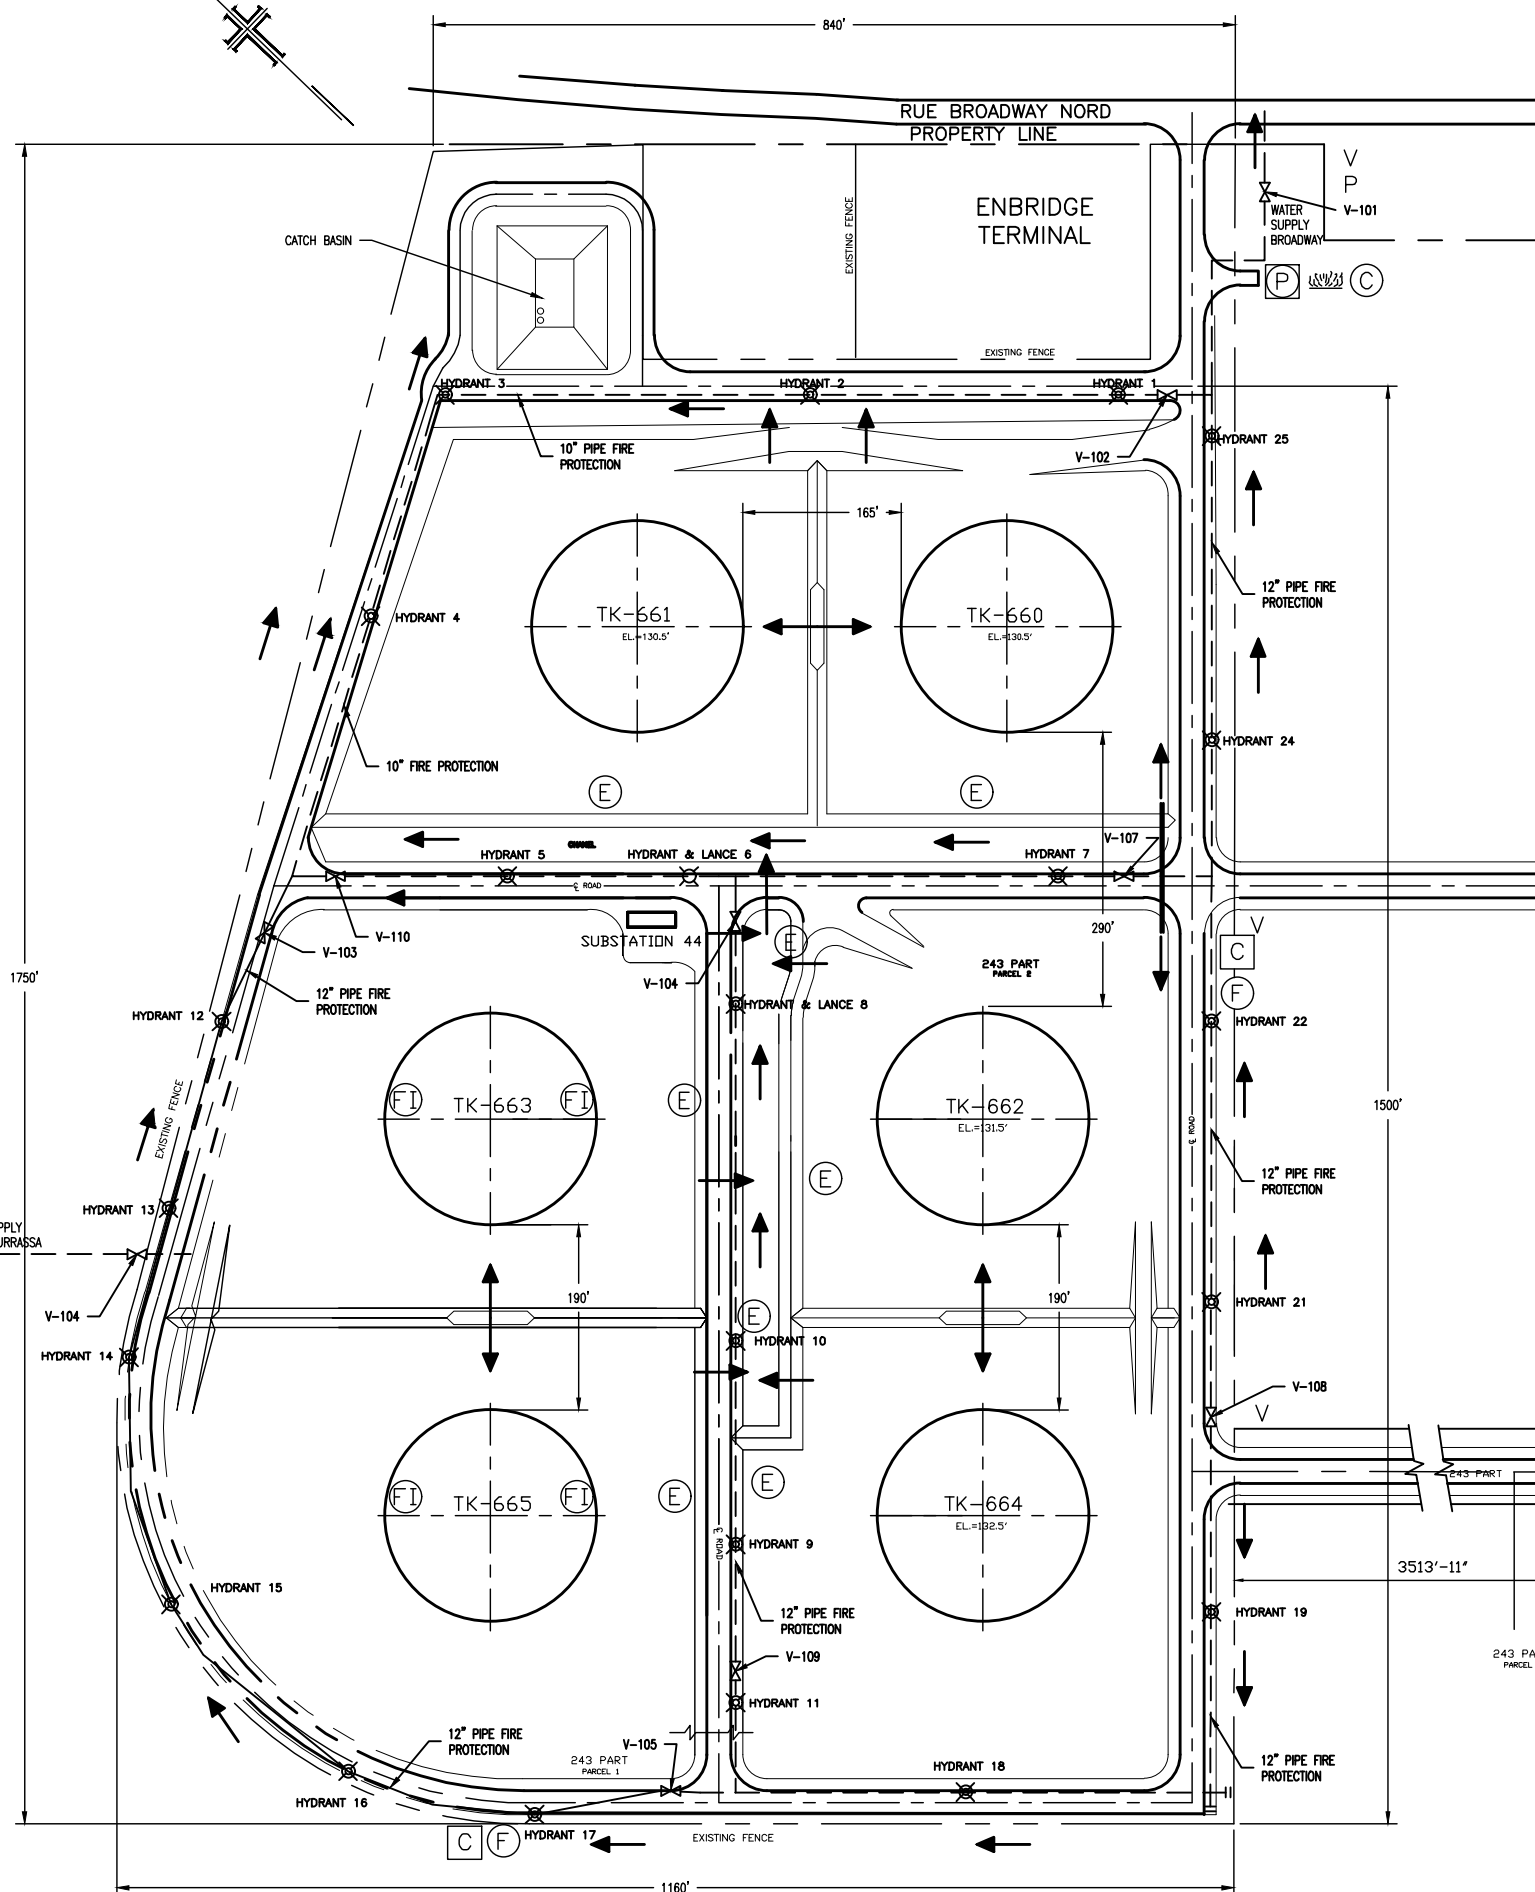 840'
RUE BROADWAY NORD
PROPERTY LINE
V
P
V-101
ENBRIDGE
TERMINAL
EXISTING FENCE
WATER
SUPPLY
BROADWAY
CATCH BASIN
P
C
EXISTING FENCE
HYDRANT 3
HYDRANT 2
HYDRANT 1
10" PIPE FIRE
PROTECTION
V-102
HYDRANT 25
165'
TK-661
EL.=130.5'
TK-660
EL.=130.5'
12" PIPE FIRE
PROTECTION
HYDRANT 4
HYDRANT 24
10" FIRE PROTECTION
E
E
CHANEL
V-107
HYDRANT 5
HYDRANT & LANCE 6
HYDRANT 7
℄ ROAD
290'
V-110
V-103
SUBSTATION 44
E
V
C
F
243 PART
PARCEL 2
1750'
V-104
12" PIPE FIRE
PROTECTION
HYDRANT 12
HYDRANT & LANCE 8
HYDRANT 22
EXISTING FENCE
FI
TK-663
FI
E
TK-662
EL.=131.5'
℄ ROAD
1500'
E
12" PIPE FIRE
PROTECTION
HYDRANT 13
PPLY
URRASSA
V-104
190'
E
190'
HYDRANT 21
HYDRANT 14
HYDRANT 10
V-108
V
243 PART
FI
TK-665
FI
E
E
TK-664
EL.=132.5'
℄ ROAD
HYDRANT 9
3513'-11"
HYDRANT 15
12" PIPE FIRE
PROTECTION
HYDRANT 19
V-109
243 PA
PARCEL
HYDRANT 11
12" PIPE FIRE
PROTECTION
V-105
243 PART
PARCEL 1
HYDRANT 18
12" PIPE FIRE
PROTECTION
HYDRANT 16
HYDRANT 17
C
F
EXISTING FENCE
1160'